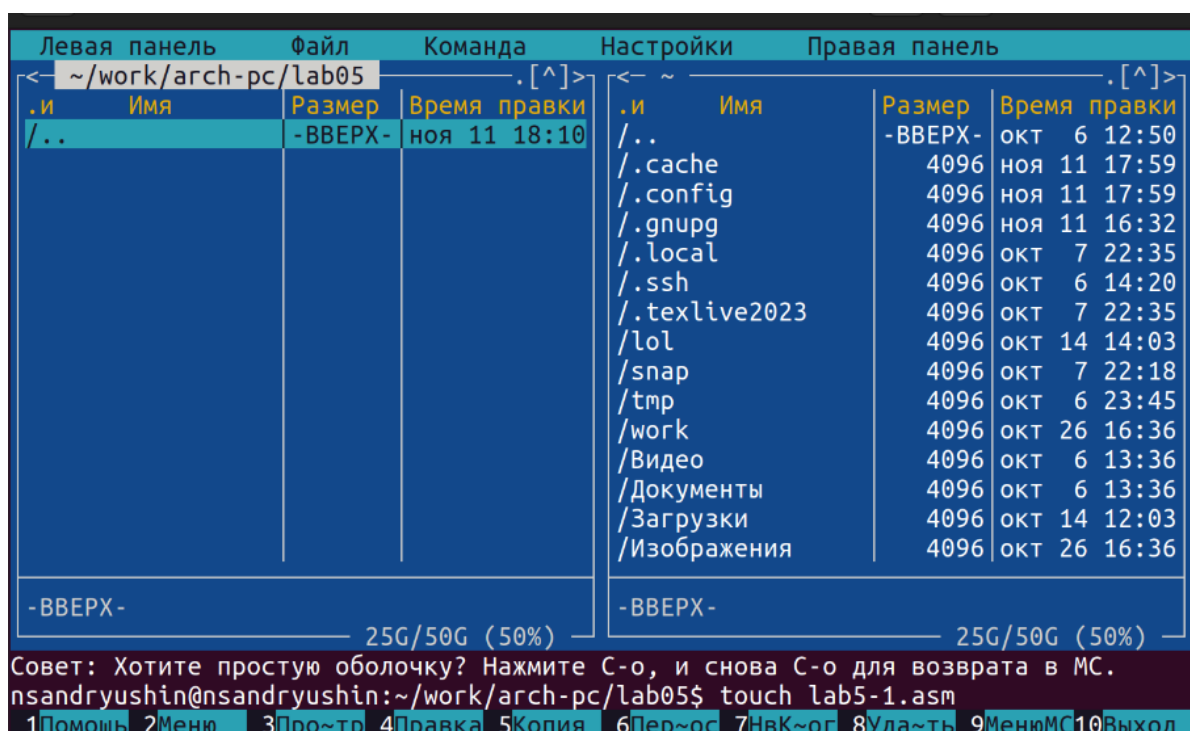 Левая панель Файл Команда Настройки Правая панель
<─ ~/work/arch-pc/lab05 .[^]> <─ ~ .[^]>
.и Имя Размер Время правки .и Имя Размер Время правки
/.. -ВВЕРХ- ноя 11 18:10 /.. -ВВЕРХ- окт 6 12:50
/.cache 4096 ноя 11 17:59
/.config 4096 ноя 11 17:59
/.gnupg 4096 ноя 11 16:32
/.local 4096 окт 7 22:35
/.ssh 4096 окт 6 14:20
/.texlive2023 4096 окт 7 22:35
/lol 4096 окт 14 14:03
/snap 4096 окт 7 22:18
/tmp 4096 окт 6 23:45
/work 4096 окт 26 16:36
/Видео 4096 окт 6 13:36
/Документы 4096 окт 6 13:36
/Загрузки 4096 окт 14 12:03
/Изображения 4096 окт 26 16:36
-ВВЕРХ- -ВВЕРХ-
25G/50G (50%) 25G/50G (50%)
Совет: Хотите простую оболочку? Нажмите C-o, и снова C-o для возврата в MC.
nsandryushin@nsandryushin:~/work/arch-pc/lab05$ touch lab5-1.asm
1Помощь 2Меню 3Про~тр 4Правка 5Копия 6Пер~ос 7НвК~ог 8Уда~ть 9МенюMC 10Выход